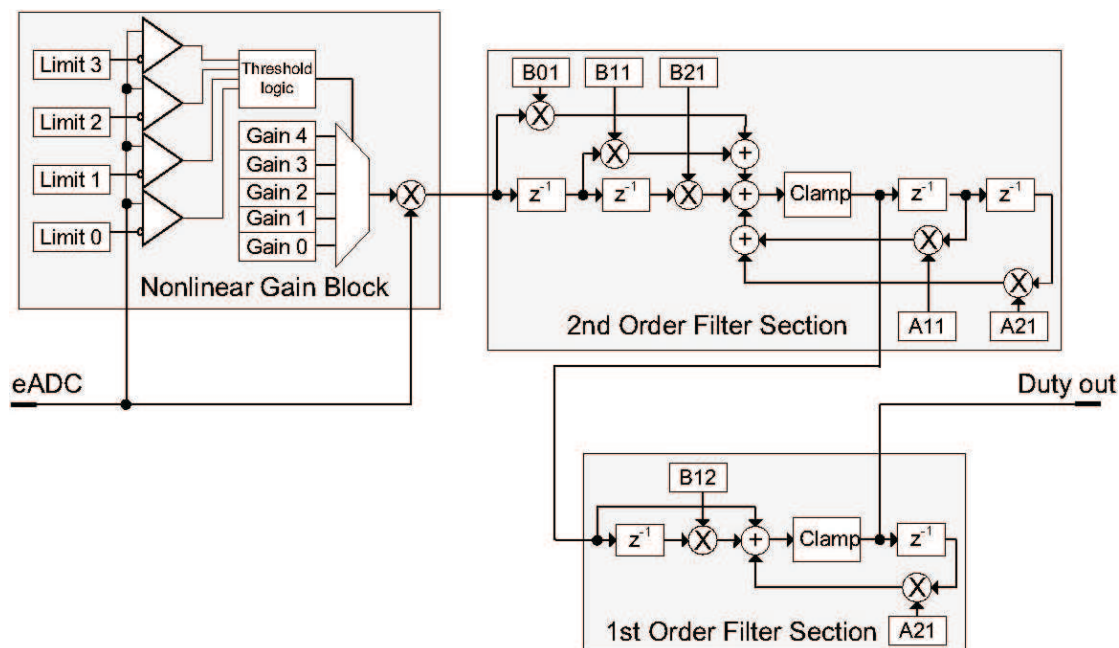 Limit 3
Limit 2
Limit 1
Limit 0
Threshold
logic
Gain 4
Gain 3
Gain 2
Gain 1
Gain 0
X
Nonlinear Gain Block
eADC
B01
B11
B21
X
X
+
z⁻¹
z⁻¹
X
+
Clamp
z⁻¹
z⁻¹
+
X
X
A11
A21
2nd Order Filter Section
Duty out
B12
z⁻¹
X
+
Clamp
z⁻¹
X
A21
1st Order Filter Section